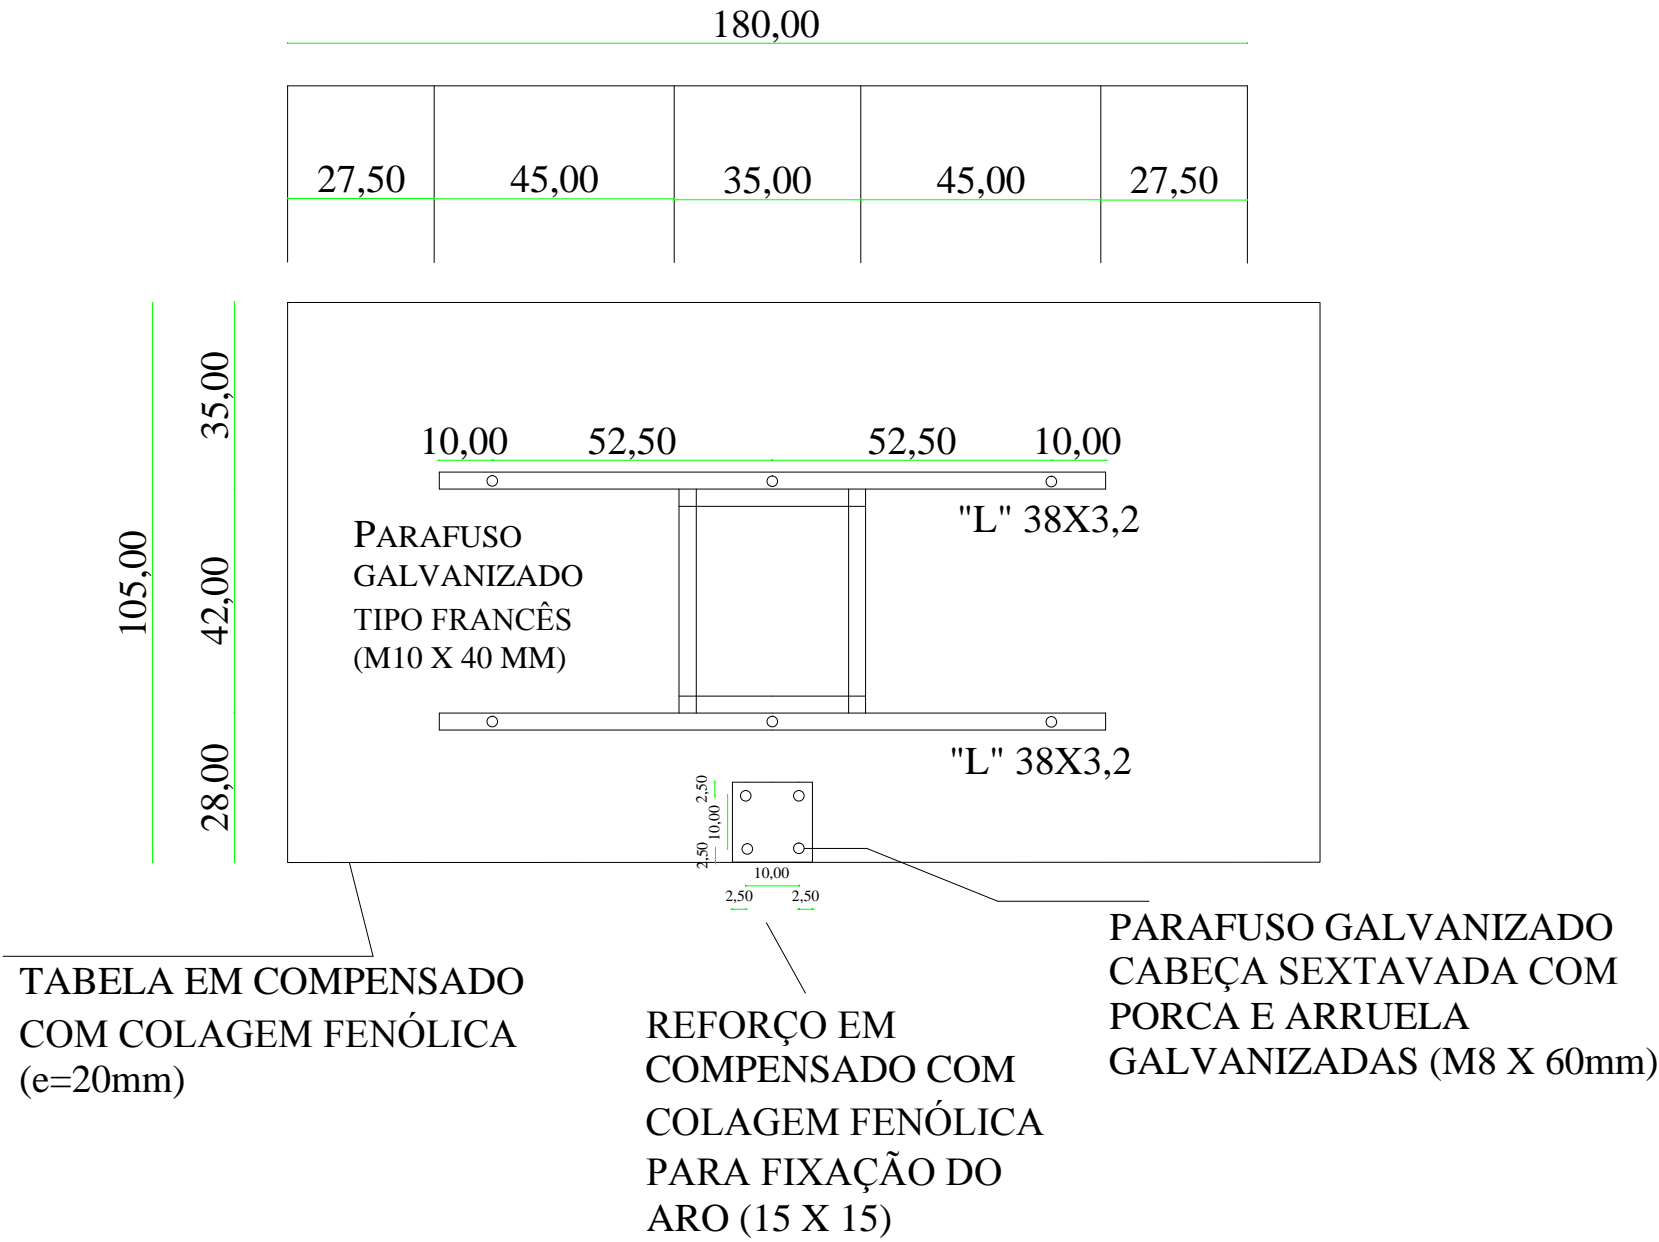 180,00
27,50 45,00 35,00 45,00 27,50
35,00
105,00
42,00
28,00
10,00 52,50 52,50 10,00
"L" 38X3,2
PARAFUSO
GALVANIZADO
TIPO FRANCÊS
(M10 X 40 MM)
"L" 38X3,2
2,50
10,00
2,50
10,00
2,50 2,50
TABELA EM COMPENSADO
COM COLAGEM FENÓLICA
(e=20mm)
REFORÇO EM
COMPENSADO COM
COLAGEM FENÓLICA
PARA FIXAÇÃO DO
ARO (15 X 15)
PARAFUSO GALVANIZADO
CABEÇA SEXTAVADA COM
PORCA E ARRUELA
GALVANIZADAS (M8 X 60mm)